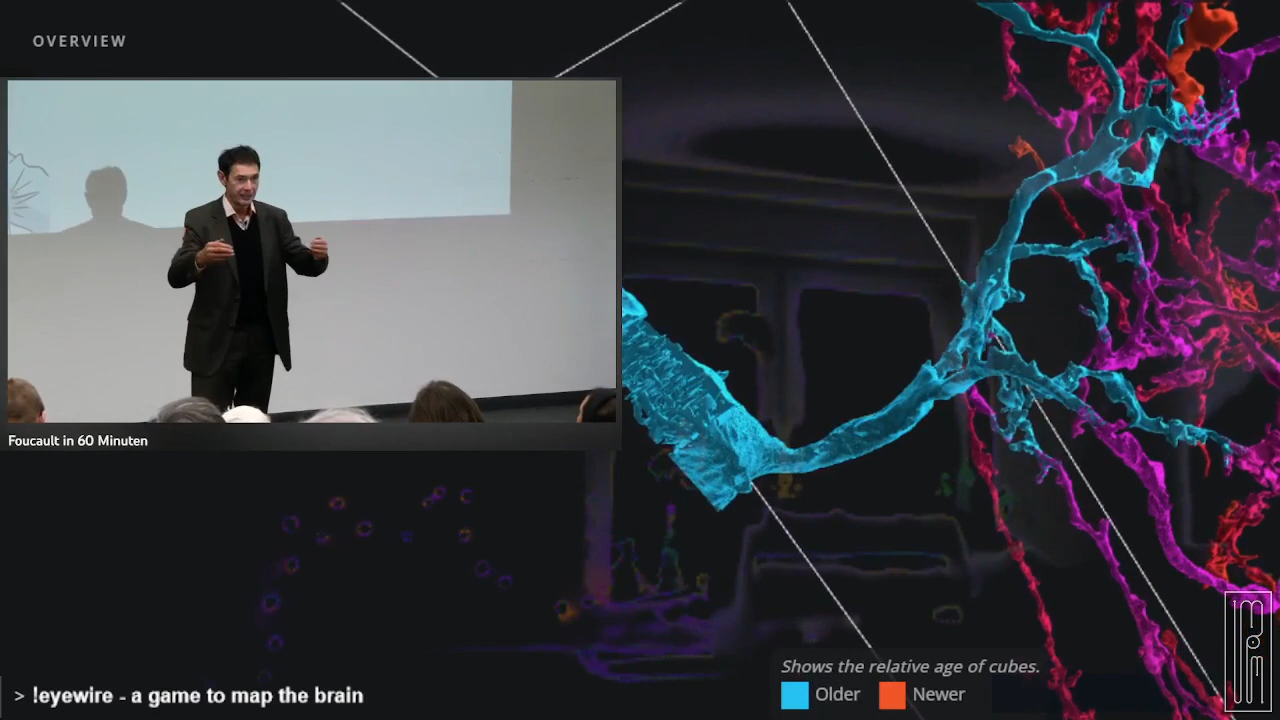 OVERVIEW
Foucault in 60 Minuten
Shows the relative age of cubes.
Older
Newer
> !eyewire - a game to map the brain